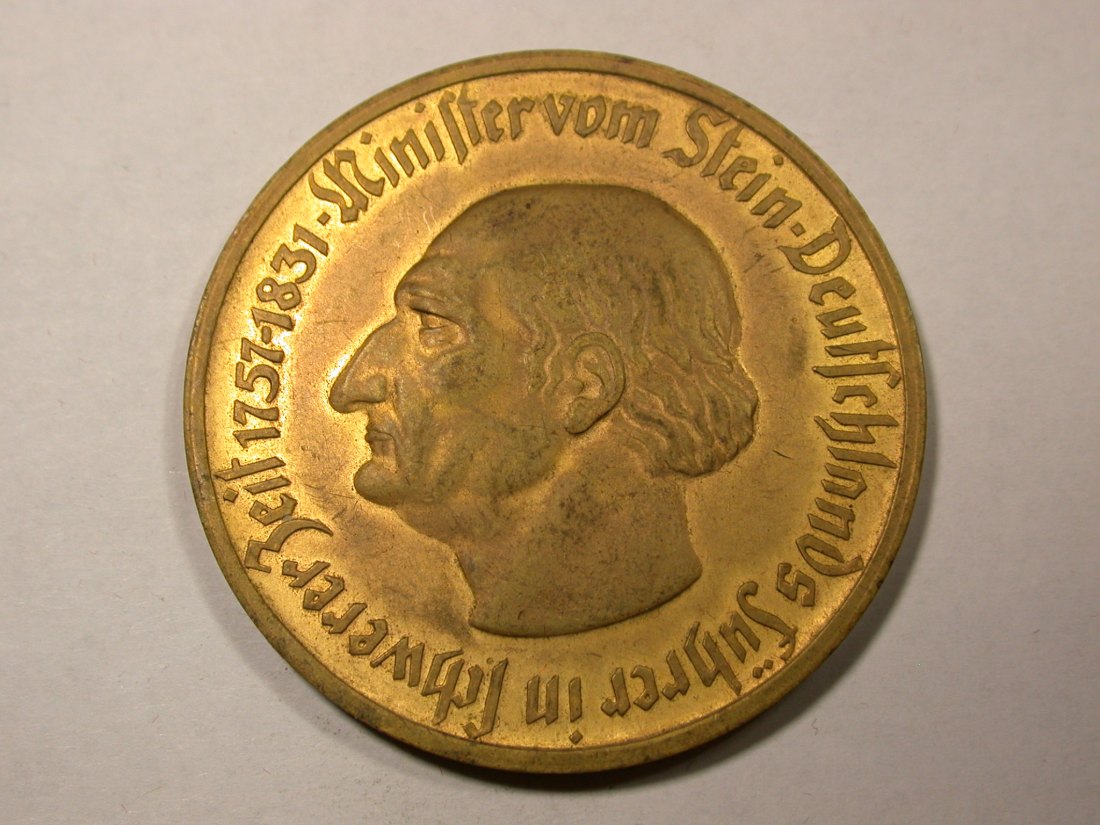 Miniſter vom Stein · Deutſchlands Führer in ſchwerer Zeit 1757-1831 ·